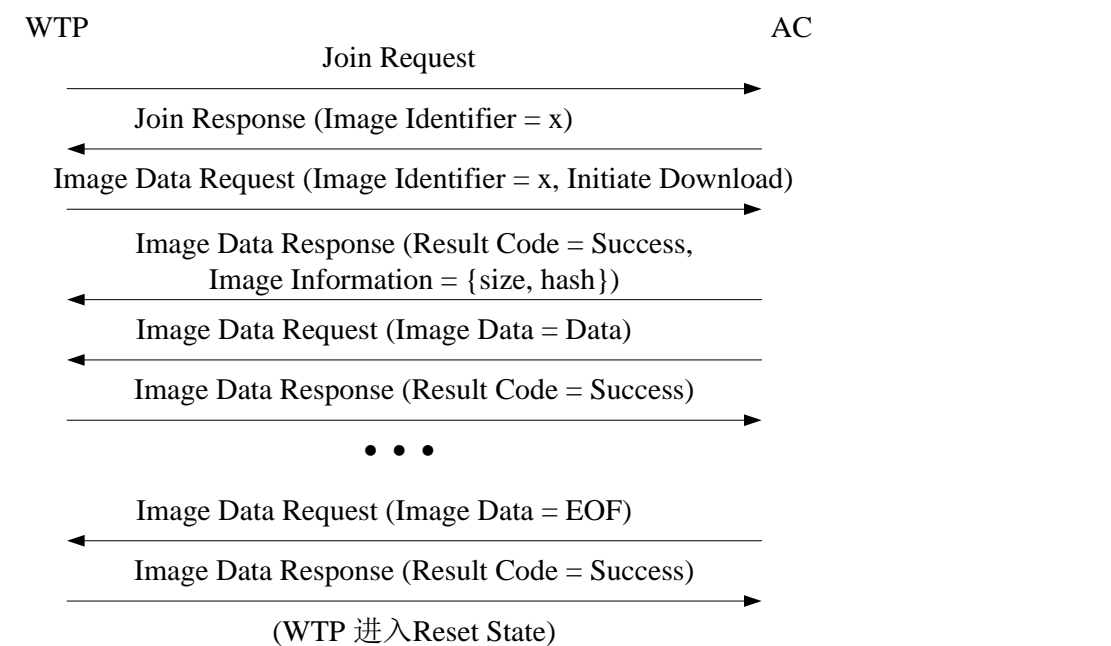 WTP
AC
Join Request
Join Response (Image Identifier = x)
Image Data Request (Image Identifier = x, Initiate Download)
Image Data Response (Result Code = Success,
Image Information = {size, hash})
Image Data Request (Image Data = Data)
Image Data Response (Result Code = Success)
• • •
Image Data Request (Image Data = EOF)
Image Data Response (Result Code = Success)
(WTP 进入Reset State)